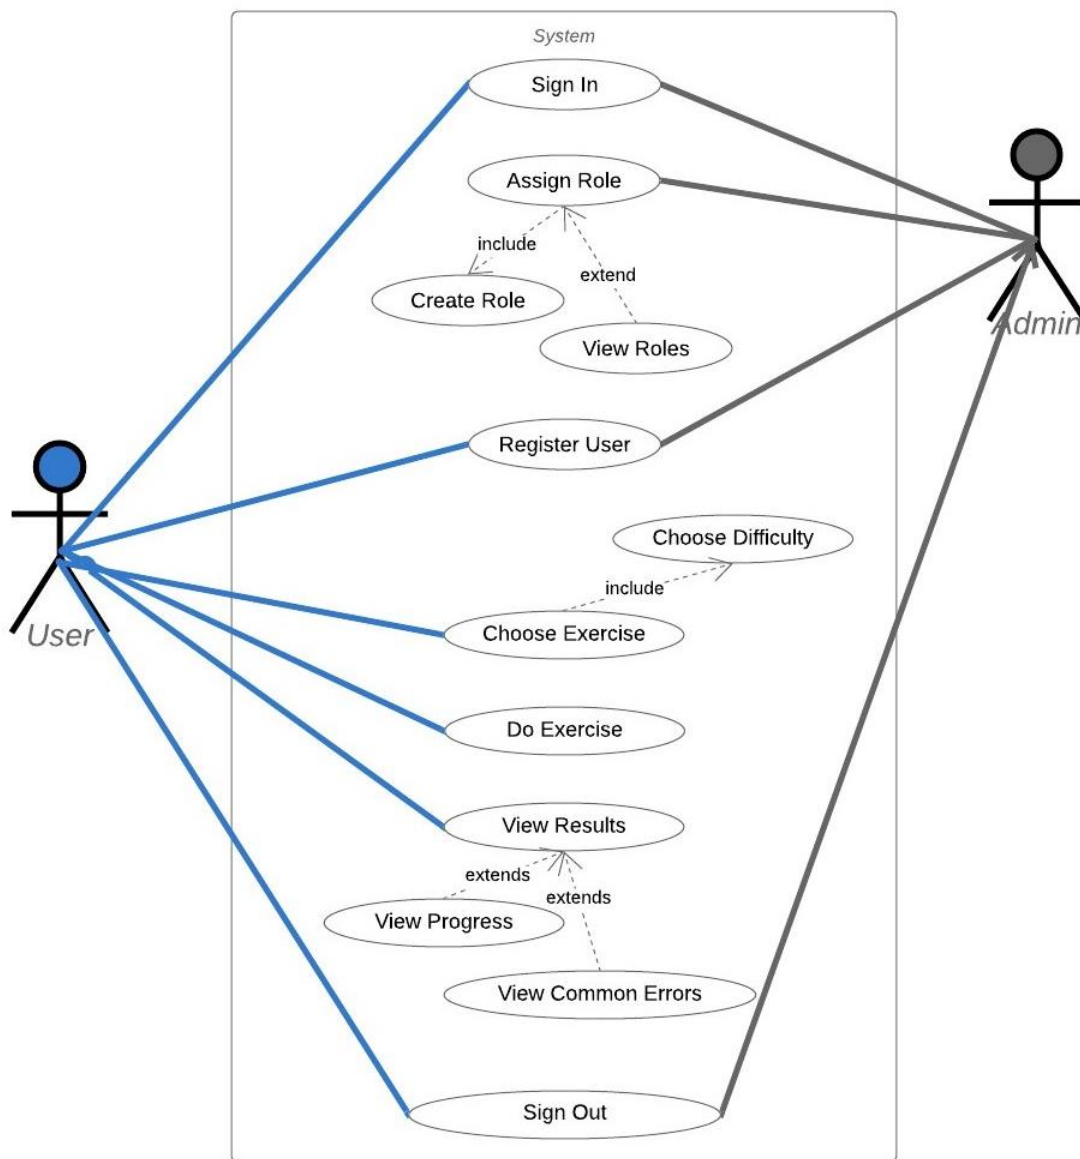 System
Sign In
Assign Role
include
extend
Create Role
Admin
View Roles
Register User
Choose Difficulty
include
User
Choose Exercise
Do Exercise
View Results
extends
extends
View Progress
View Common Errors
Sign Out